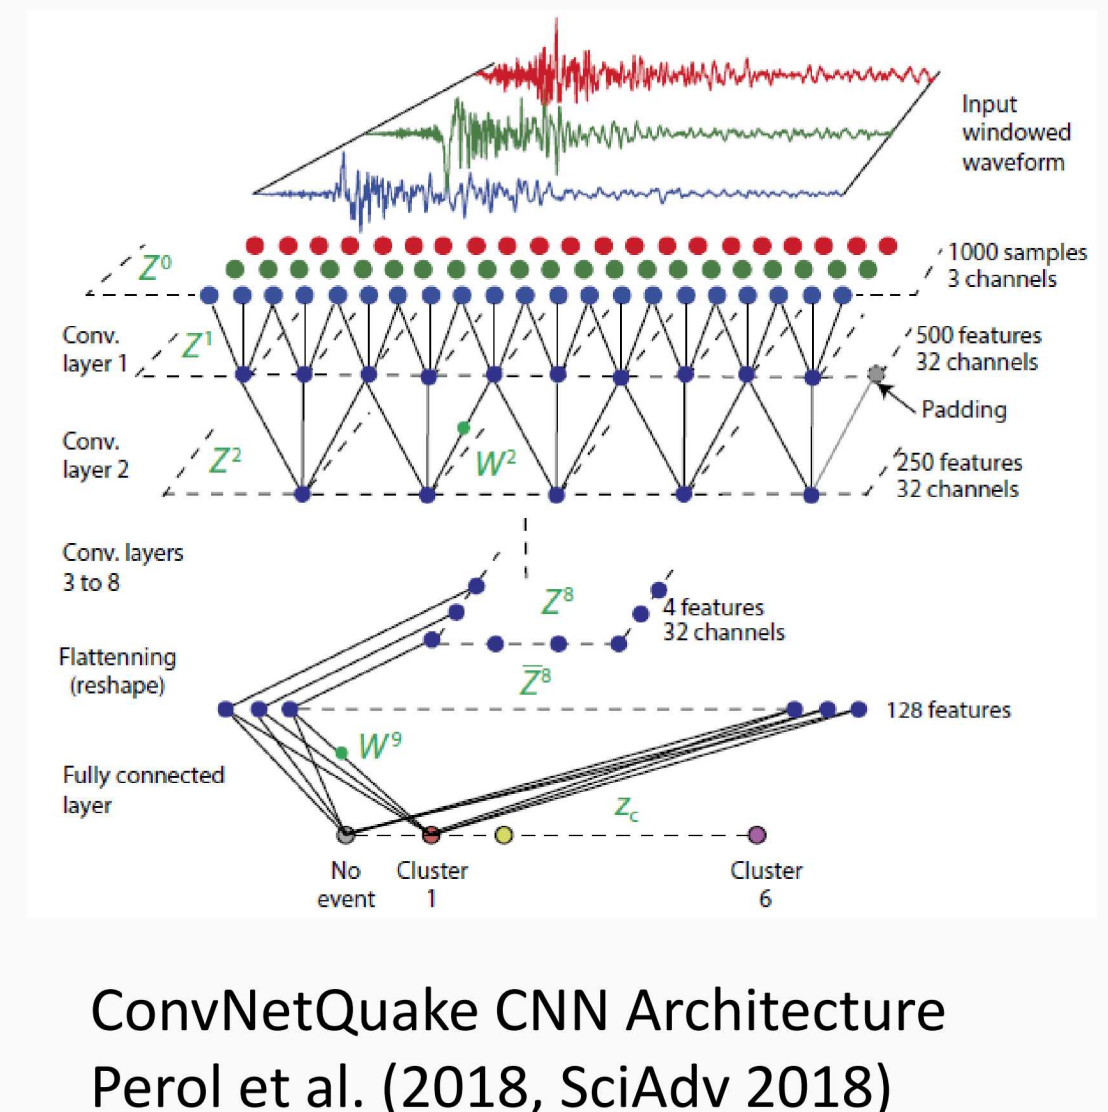 Input
windowed
waveform
Z⁰
1000 samples
3 channels
Conv.
layer 1
Z¹
500 features
32 channels
Padding
Conv.
layer 2
Z²
W²
250 features
32 channels
Conv. layers
3 to 8
Z⁸
4 features
32 channels
Flattenning
(reshape)
Z̅⁸
128 features
W⁹
Fully connected
layer
z_c
No
event
Cluster
1
Cluster
6
ConvNetQuake CNN Architecture
Perol et al. (2018, SciAdv 2018)